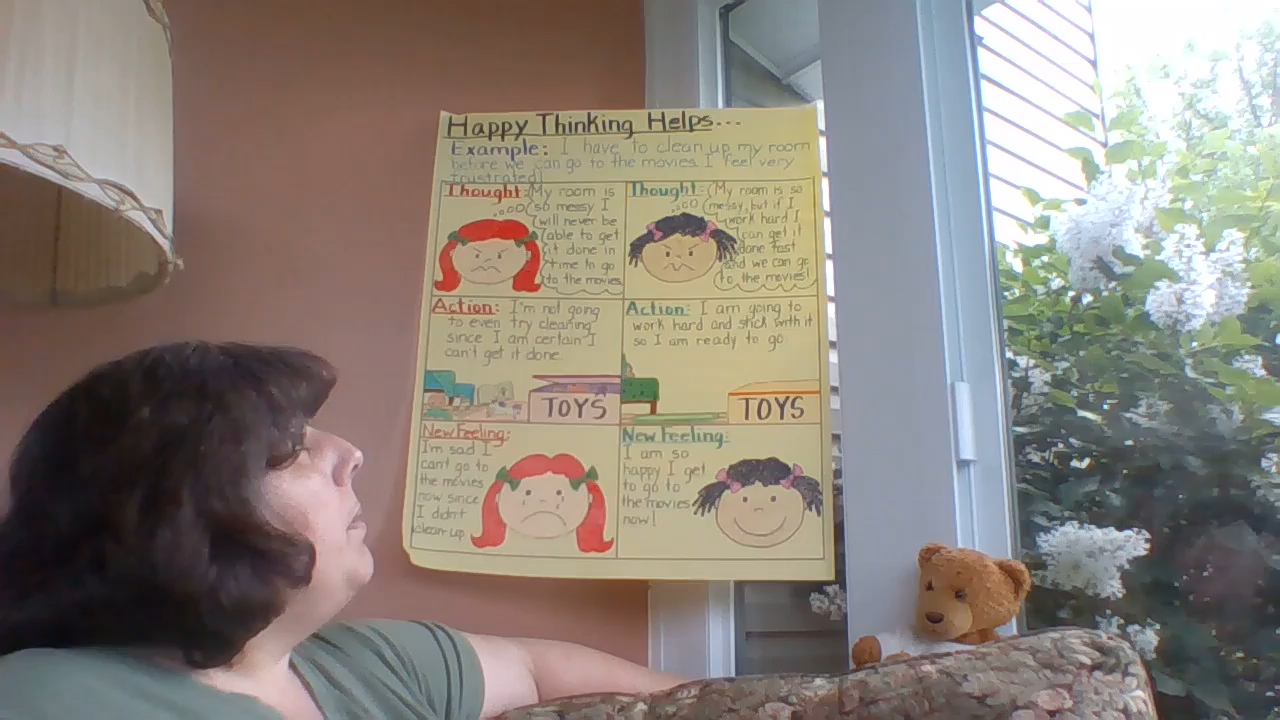 Happy Thinking Helps...
Example: I have to clean up my room
before we can go to the movies. I feel very
frustrated!
Thought: My room is
so messy I
will never be
able to get
it done in
time to go
to the movies.
Thought: My room is so
messy, but if I
work hard I
can get it
done fast
and we can go
to the movies!
Action: I'm not going
to even try cleaning
since I am certain I
can't get it done.
TOYS
Action: I am going to
work hard and stick with it
so I am ready to go
TOYS
New Feeling:
I'm sad I
can't go to
the movies
now since
I didn't
clean up
New Feeling:
I am so
happy I get
to go to
the movies
now!